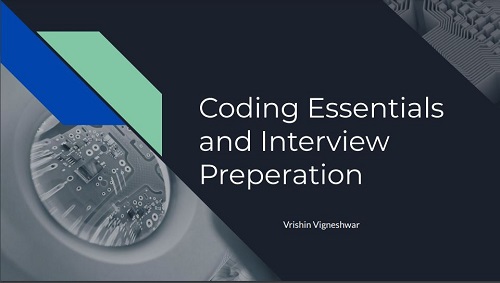 Coding Essentials
and Interview
Preperation
Vrishin Vigneshwar